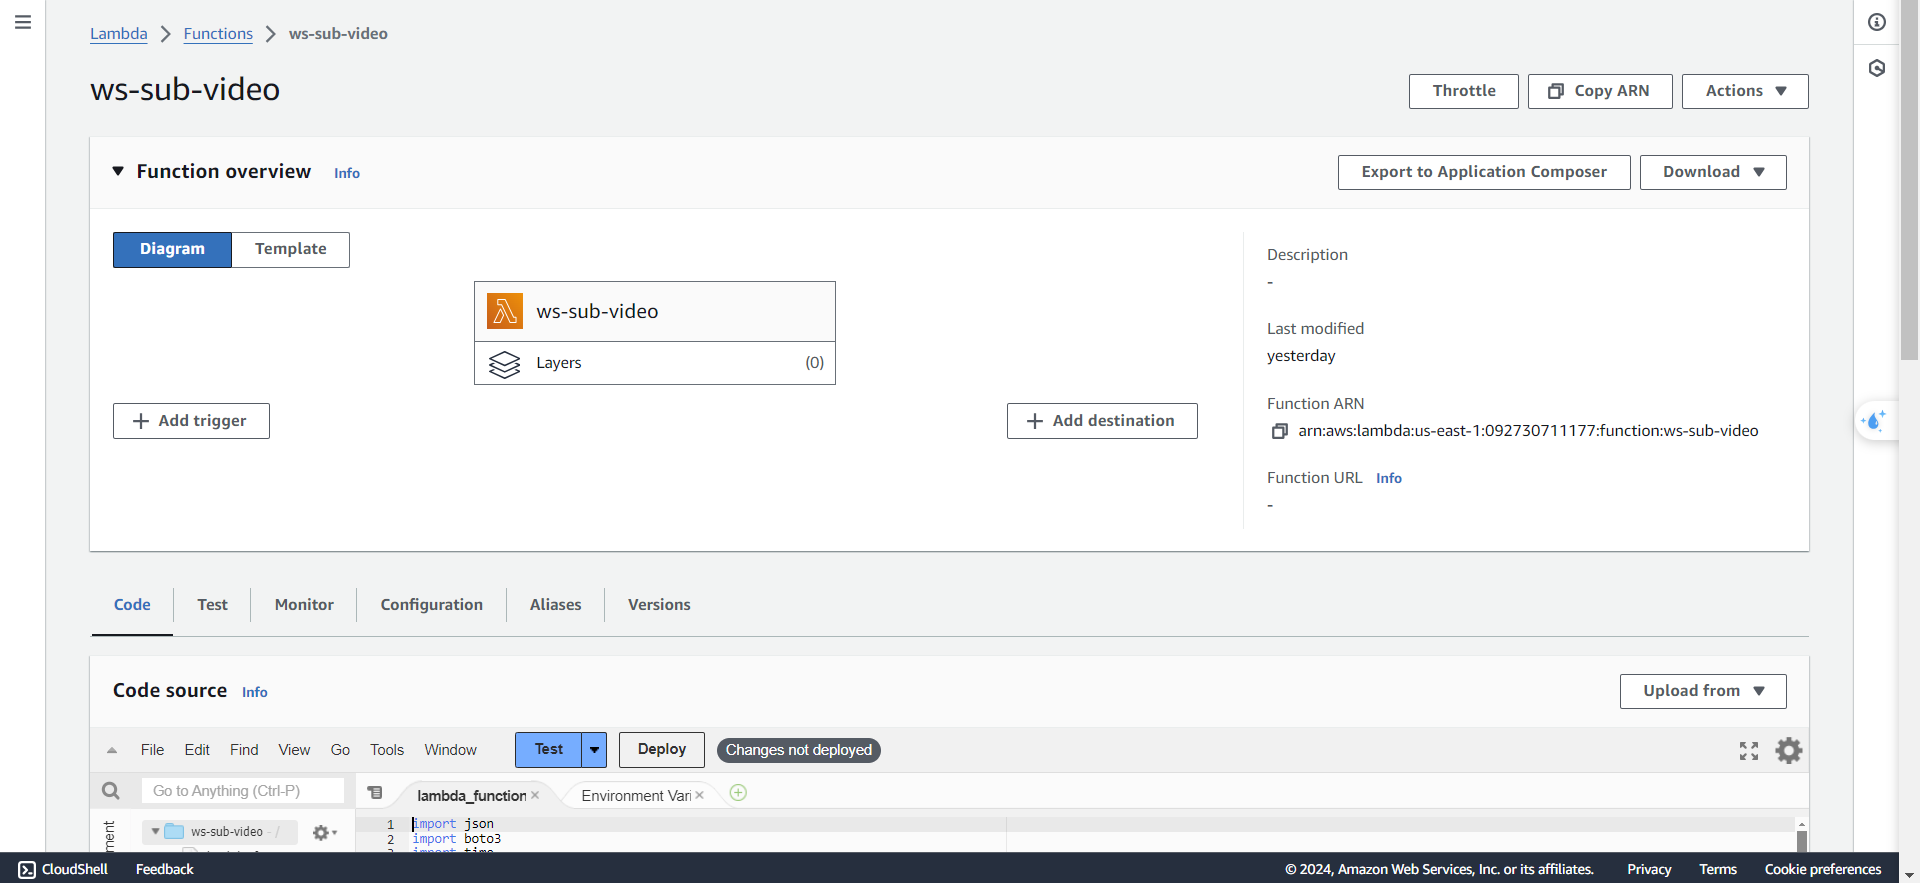 Lambda Functions ws-sub-video
ws-sub-video
Throttle Copy ARN Actions
Function overview Info
Export to Application Composer Download
Diagram Template
ws-sub-video
Layers (0)
+ Add trigger
+ Add destination
Description
-
Last modified
yesterday
Function ARN
arn:aws:lambda:us-east-1:092730711177:function:ws-sub-video
Function URL Info
-
Code Test Monitor Configuration Aliases Versions
Code source Info
Upload from
File Edit Find View Go Tools Window Test Deploy Changes not deployed
Go to Anything (Ctrl-P)
lambda_function × Environment Vari ×
ws-sub-video - /
1 import json
2 import boto3
import time
CloudShell Feedback
© 2024, Amazon Web Services, Inc. or its affiliates. Privacy Terms Cookie preferences